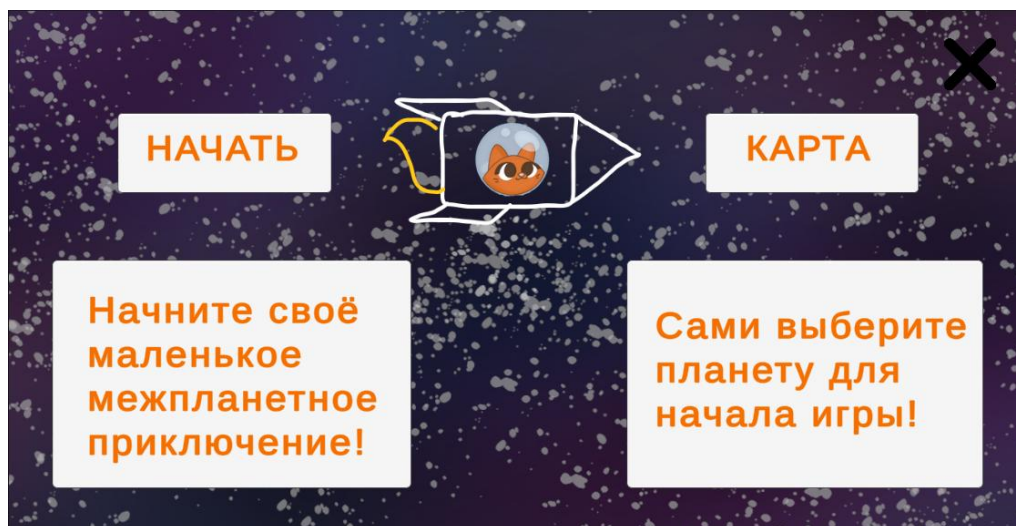 НАЧАТЬ
КАРТА
Начните своё
маленькое
межпланетное
приключение!
Сами выберите
планету для
начала игры!